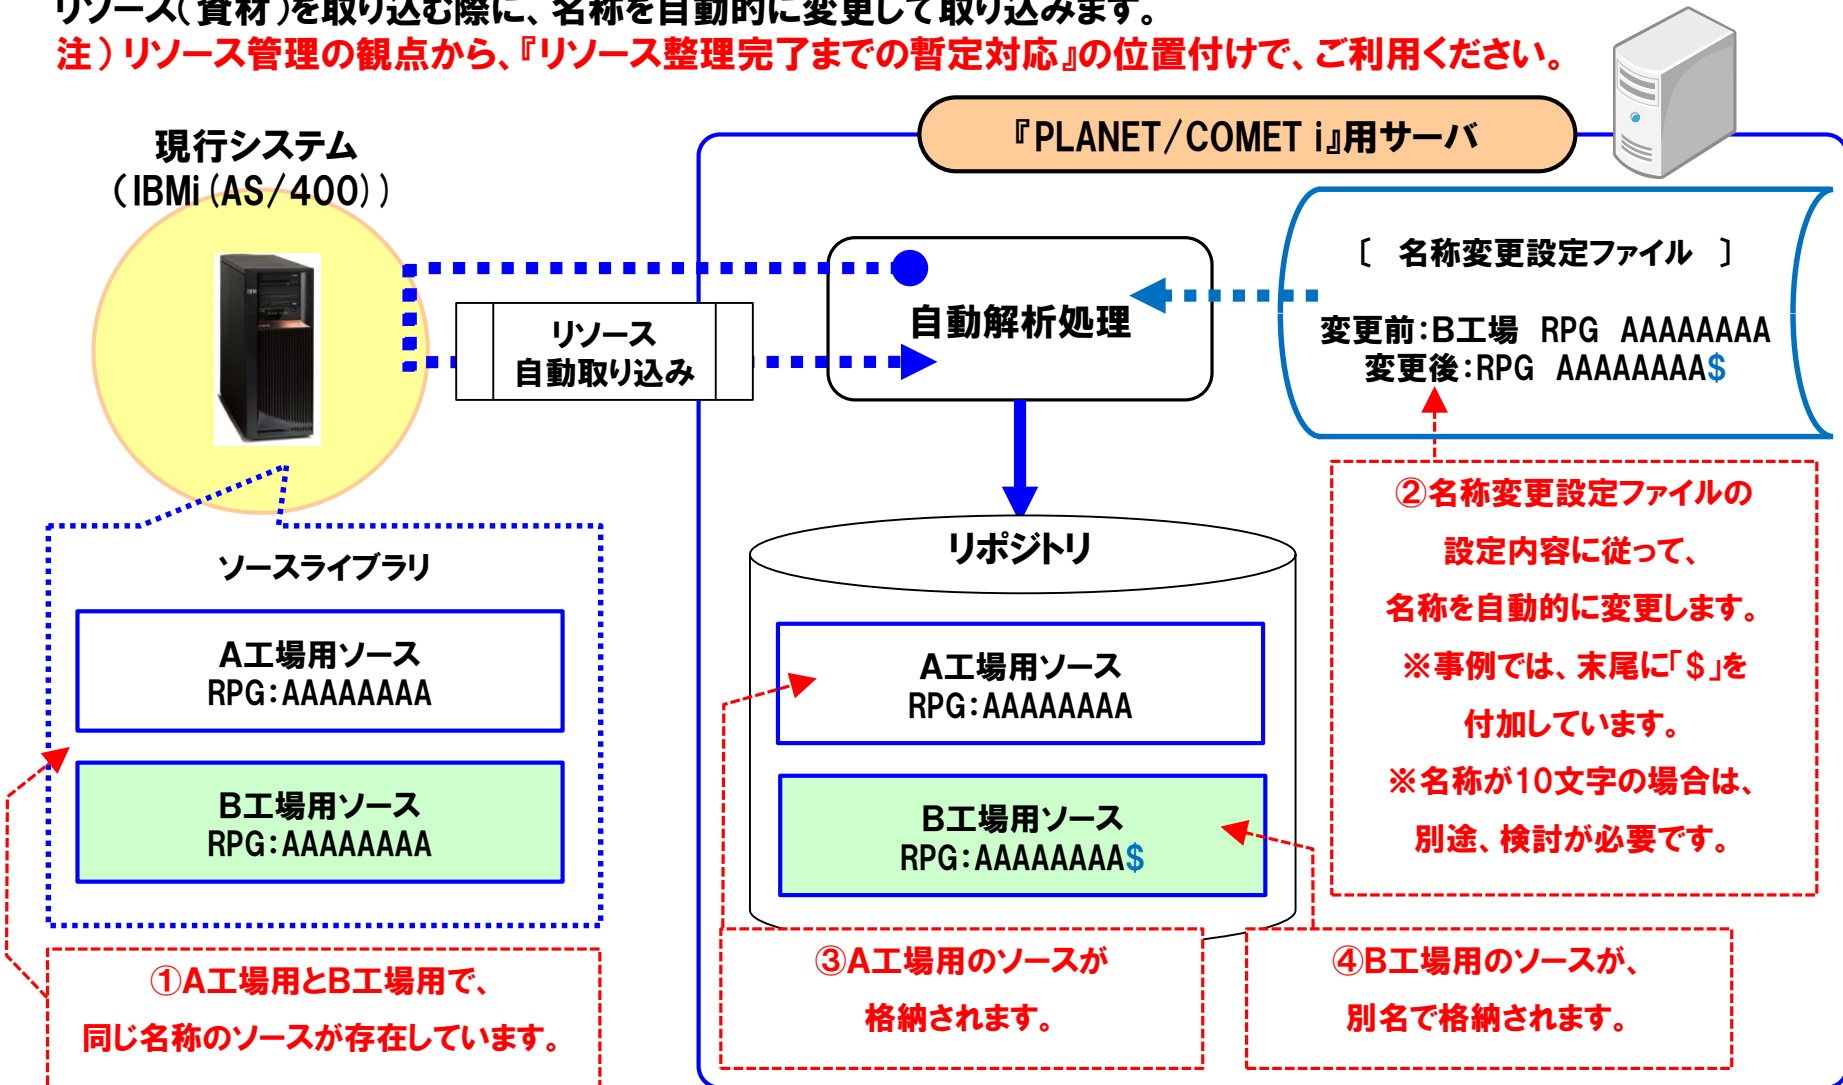 リソース(資材)を取り込む際に、名称を自動的に変更して取り込みます。
注)リソース管理の観点から、『リソース整理完了までの暫定対応』の位置付けで、ご利用ください。
『PLANET/COMET i』用サーバ
現行システム
(IBMi(AS/400))
〔 名称変更設定ファイル 〕
変更前:B工場 RPG AAAAAAAA
変更後:RPG AAAAAAAA$
自動解析処理
リソース
自動取り込み
②名称変更設定ファイルの
設定内容に従って、
名称を自動的に変更します。
※事例では、末尾に「$」を
付加しています。
※名称が10文字の場合は、
別途、検討が必要です。
ソースライブラリ
A工場用ソース
RPG:AAAAAAAA
B工場用ソース
RPG:AAAAAAAA
リポジトリ
A工場用ソース
RPG:AAAAAAAA
B工場用ソース
RPG:AAAAAAAA$
①A工場用とB工場用で、
同じ名称のソースが存在しています。
③A工場用のソースが
格納されます。
④B工場用のソースが、
別名で格納されます。